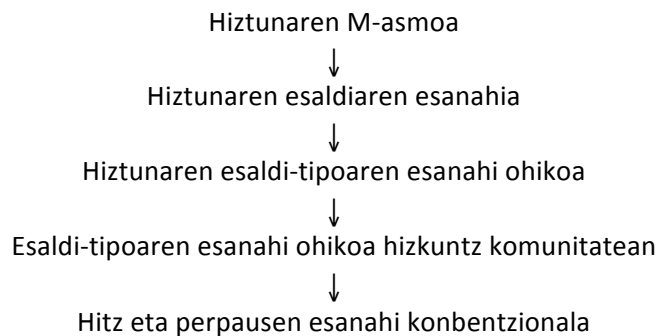 Hiztunaren M-asmoa
↓
Hiztunaren esaldiaren esanahia
↓
Hiztunaren esaldi-tipoaren esanahi ohikoa
↓
Esaldi-tipoaren esanahi ohikoa hizkuntz komunitatean
↓
Hitz eta perpausen esanahi konbentzionala